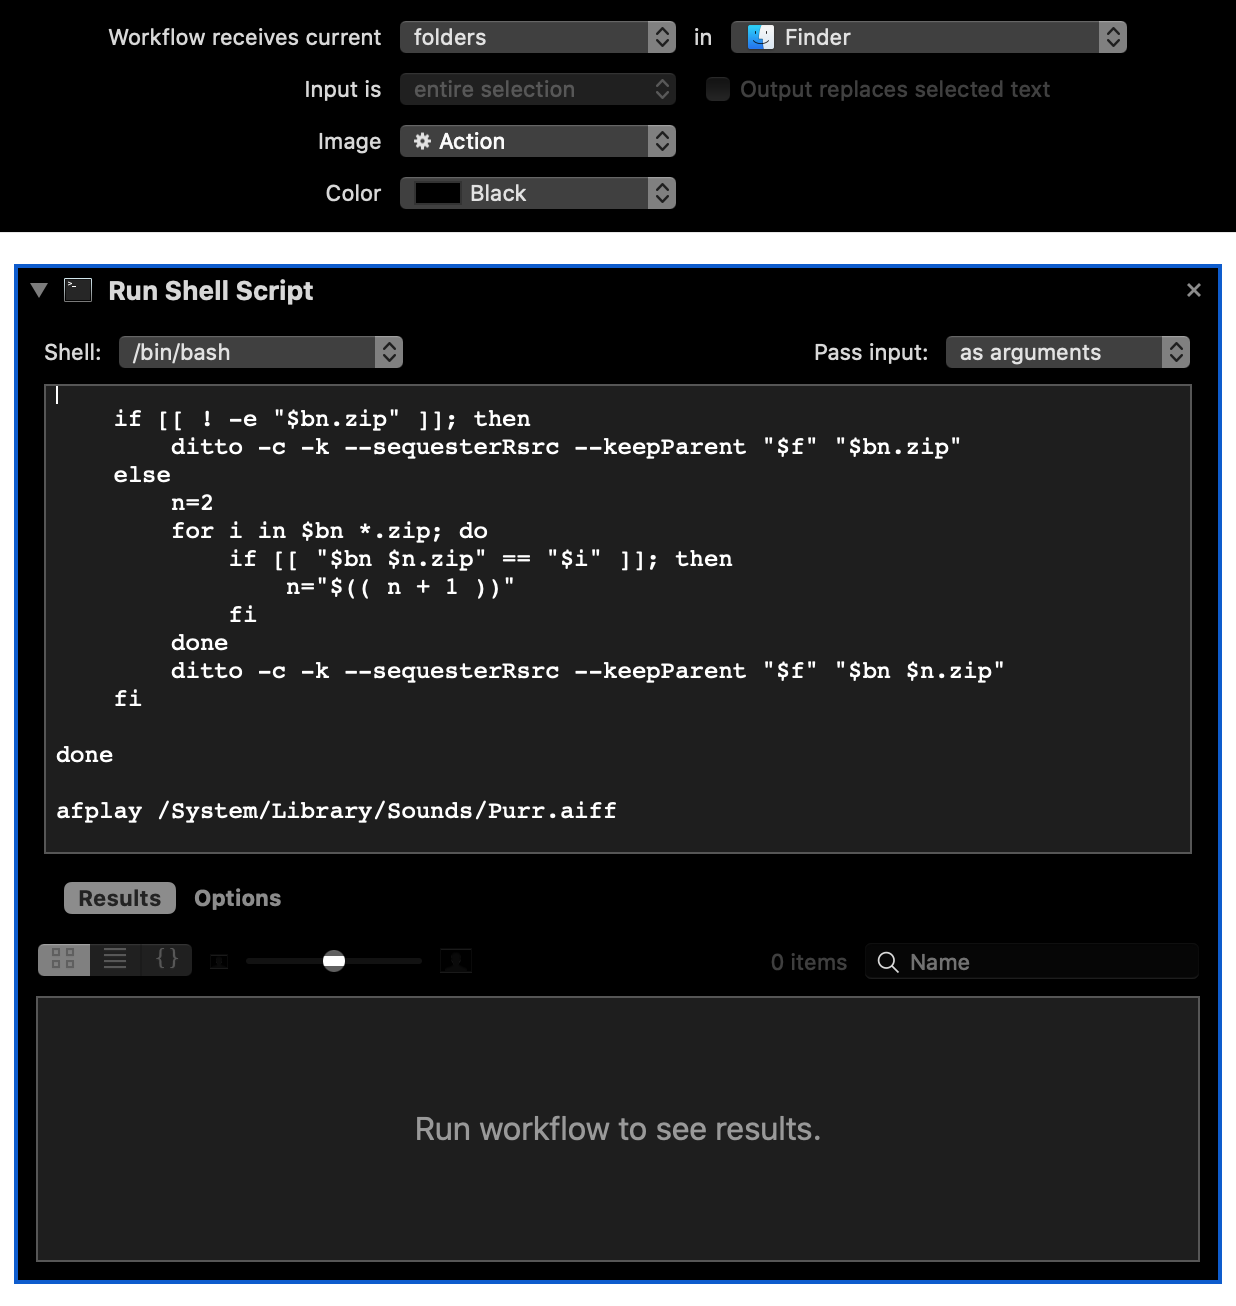 Workflow receives current folders in Finder
Input is entire selection Output replaces selected text
Image Action
Color Black
Run Shell Script
Shell: /bin/bash Pass input: as arguments
if [[ ! -e "$bn.zip" ]]; then
ditto -c -k --sequesterRsrc --keepParent "$f" "$bn.zip"
else
n=2
for i in $bn *.zip; do
if [[ "$bn $n.zip" == "$i" ]]; then
n="$(( n + 1 ))"
fi
done
ditto -c -k --sequesterRsrc --keepParent "$f" "$bn $n.zip"
fi
done
afplay /System/Library/Sounds/Purr.aiff
Results Options
{} 0 items Name
Run workflow to see results.